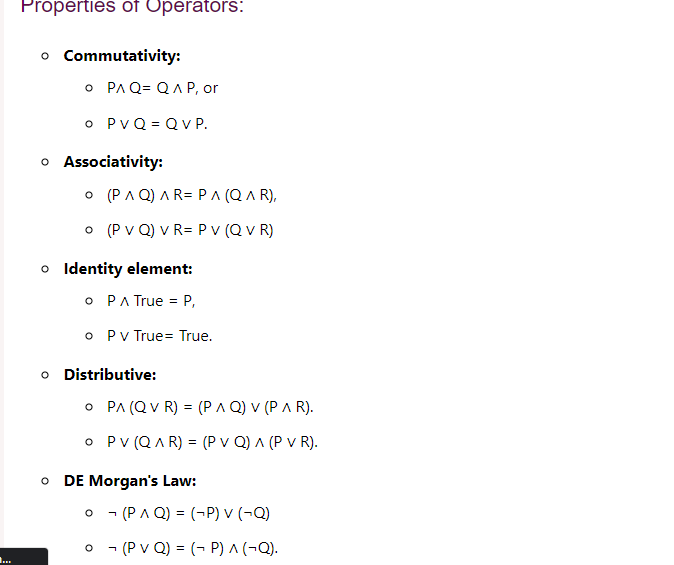 Properties of Operators:
Commutativity:
P∧ Q= Q ∧ P, or
P ∨ Q = Q ∨ P.
Associativity:
(P ∧ Q) ∧ R= P ∧ (Q ∧ R),
(P ∨ Q) ∨ R= P ∨ (Q ∨ R)
Identity element:
P ∧ True = P,
P ∨ True= True.
Distributive:
P∧ (Q ∨ R) = (P ∧ Q) ∨ (P ∧ R).
P ∨ (Q ∧ R) = (P ∨ Q) ∧ (P ∨ R).
DE Morgan's Law:
¬ (P ∧ Q) = (¬P) ∨ (¬Q)
¬ (P ∨ Q) = (¬ P) ∧ (¬Q).